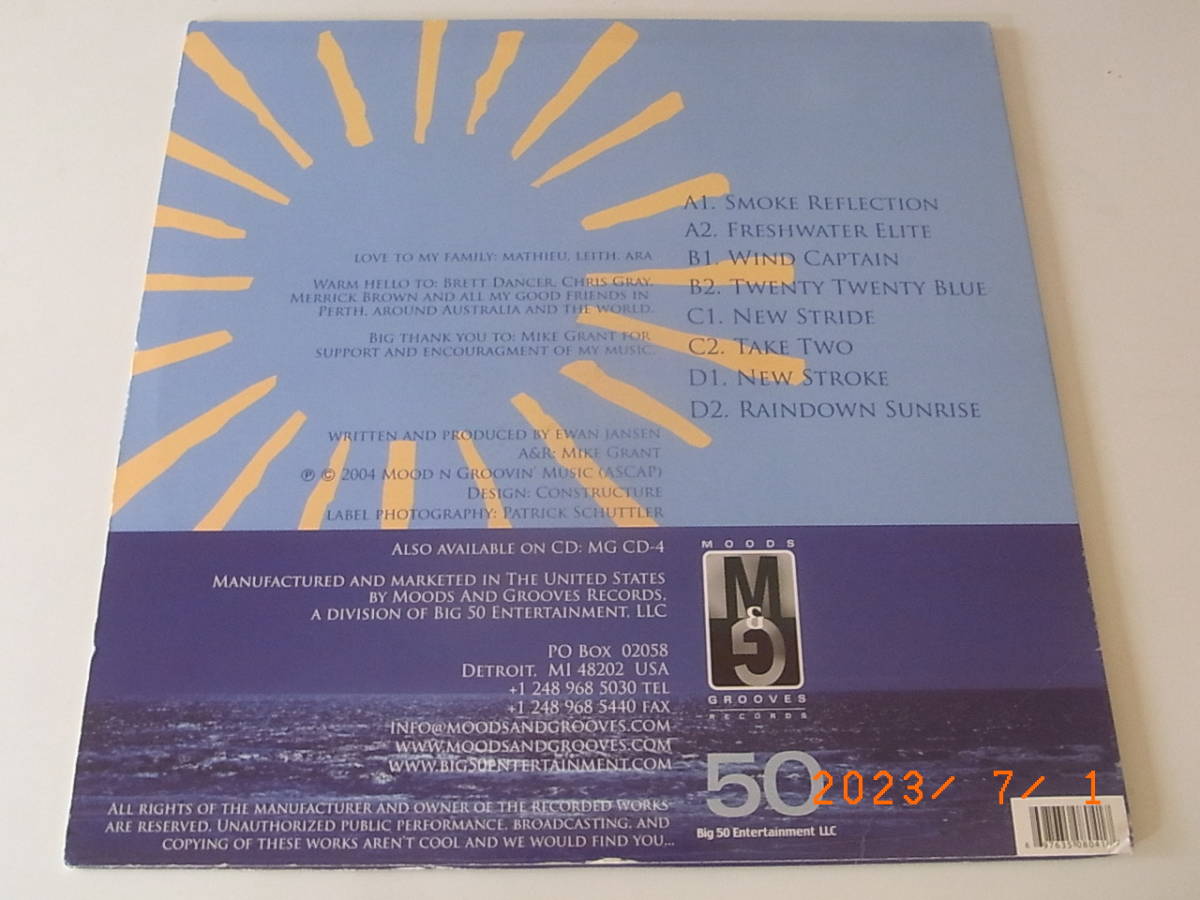 A1. Smoke Reflection
A2. Freshwater Elite
B1. Wind Captain
B2. Twenty Twenty Blue
C1. New Stride
C2. Take Two
D1. New Stroke
D2. Raindown Sunrise
Love to my family: Mathieu, Leith, Ara
Warm hello to: Brett Dancer, Chris Gray,
Merrick Brown and all my good friends in
Perth, around Australia and the world.
Big thank you to: Mike Grant for
support and encouragment of my music.
Written and produced by Ewan Jansen
A&R: Mike Grant
℗ © 2004 Mood N Groovin' Music (ASCAP)
Design: Constructure
Label Photography: Patrick Schuttler
Also available on CD: MG CD-4
Manufactured and marketed in The United States
by Moods And Grooves Records,
a division of Big 50 Entertainment, LLC
PO Box 02058
Detroit, MI 48202 USA
+1 248 968 5030 tel
+1 248 968 5440 fax
info@moodsandgrooves.com
www.moodsandgrooves.com
www.big50entertainment.com
All rights of the manufacturer and owner of the recorded works
are reserved. Unauthorized public performance, broadcasting, and
copying of these works aren't cool and we would find you...
MOODS
M&G
GROOVES
RECORDS
50
Big 50 Entertainment LLC
2023/ 7/ 1